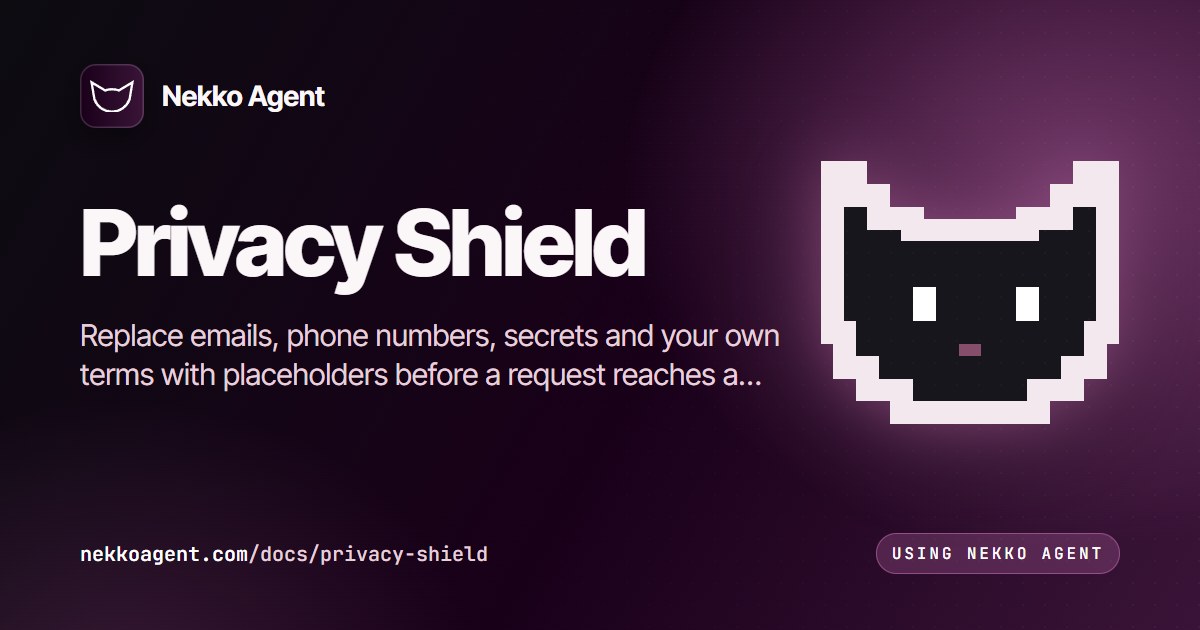 Nekko Agent
Privacy Shield
Replace emails, phone numbers, secrets and your own
terms with placeholders before a request reaches a…
nekkoagent.com/docs/privacy-shield
USING NEKKO AGENT